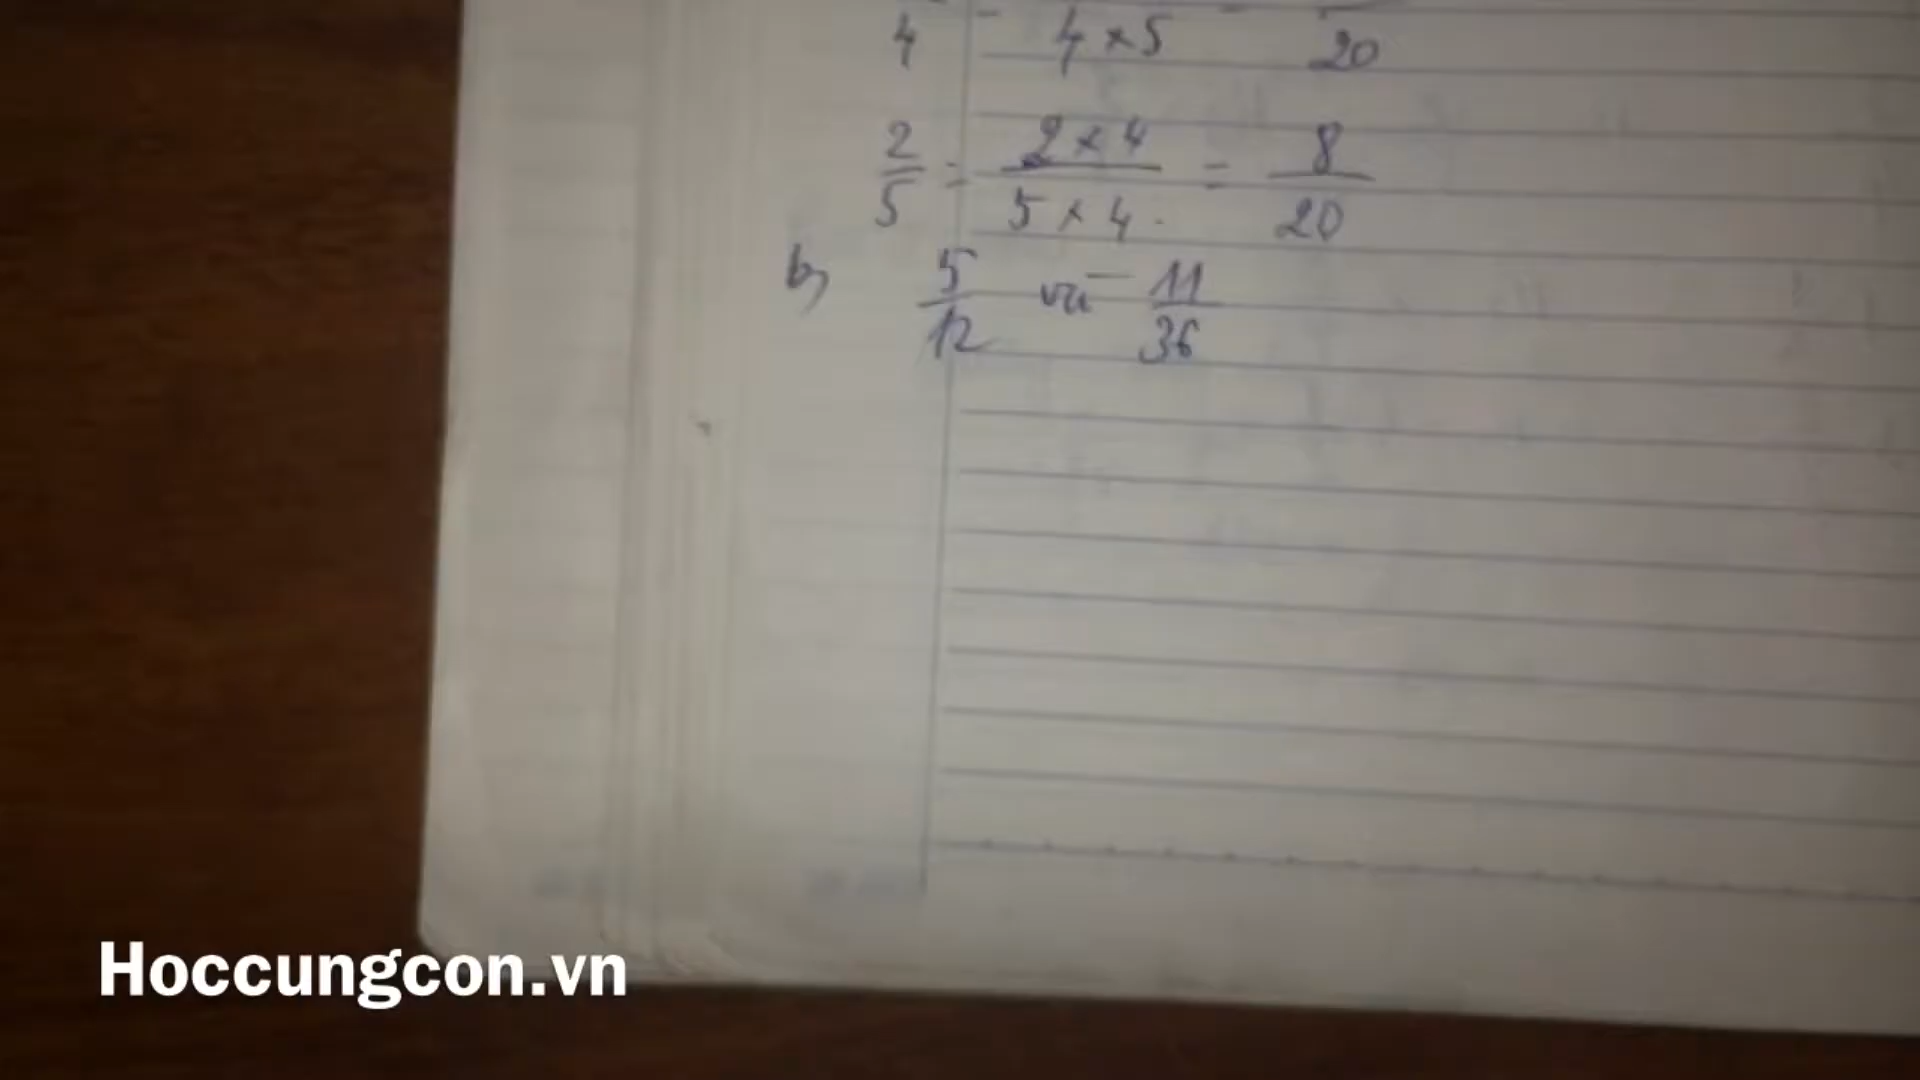 4 = 4 × 5 = 20
2/5 = 2 × 4 / 5 × 4 = 8/20
b) 5/12 và 11/36
Hoccungcon.vn